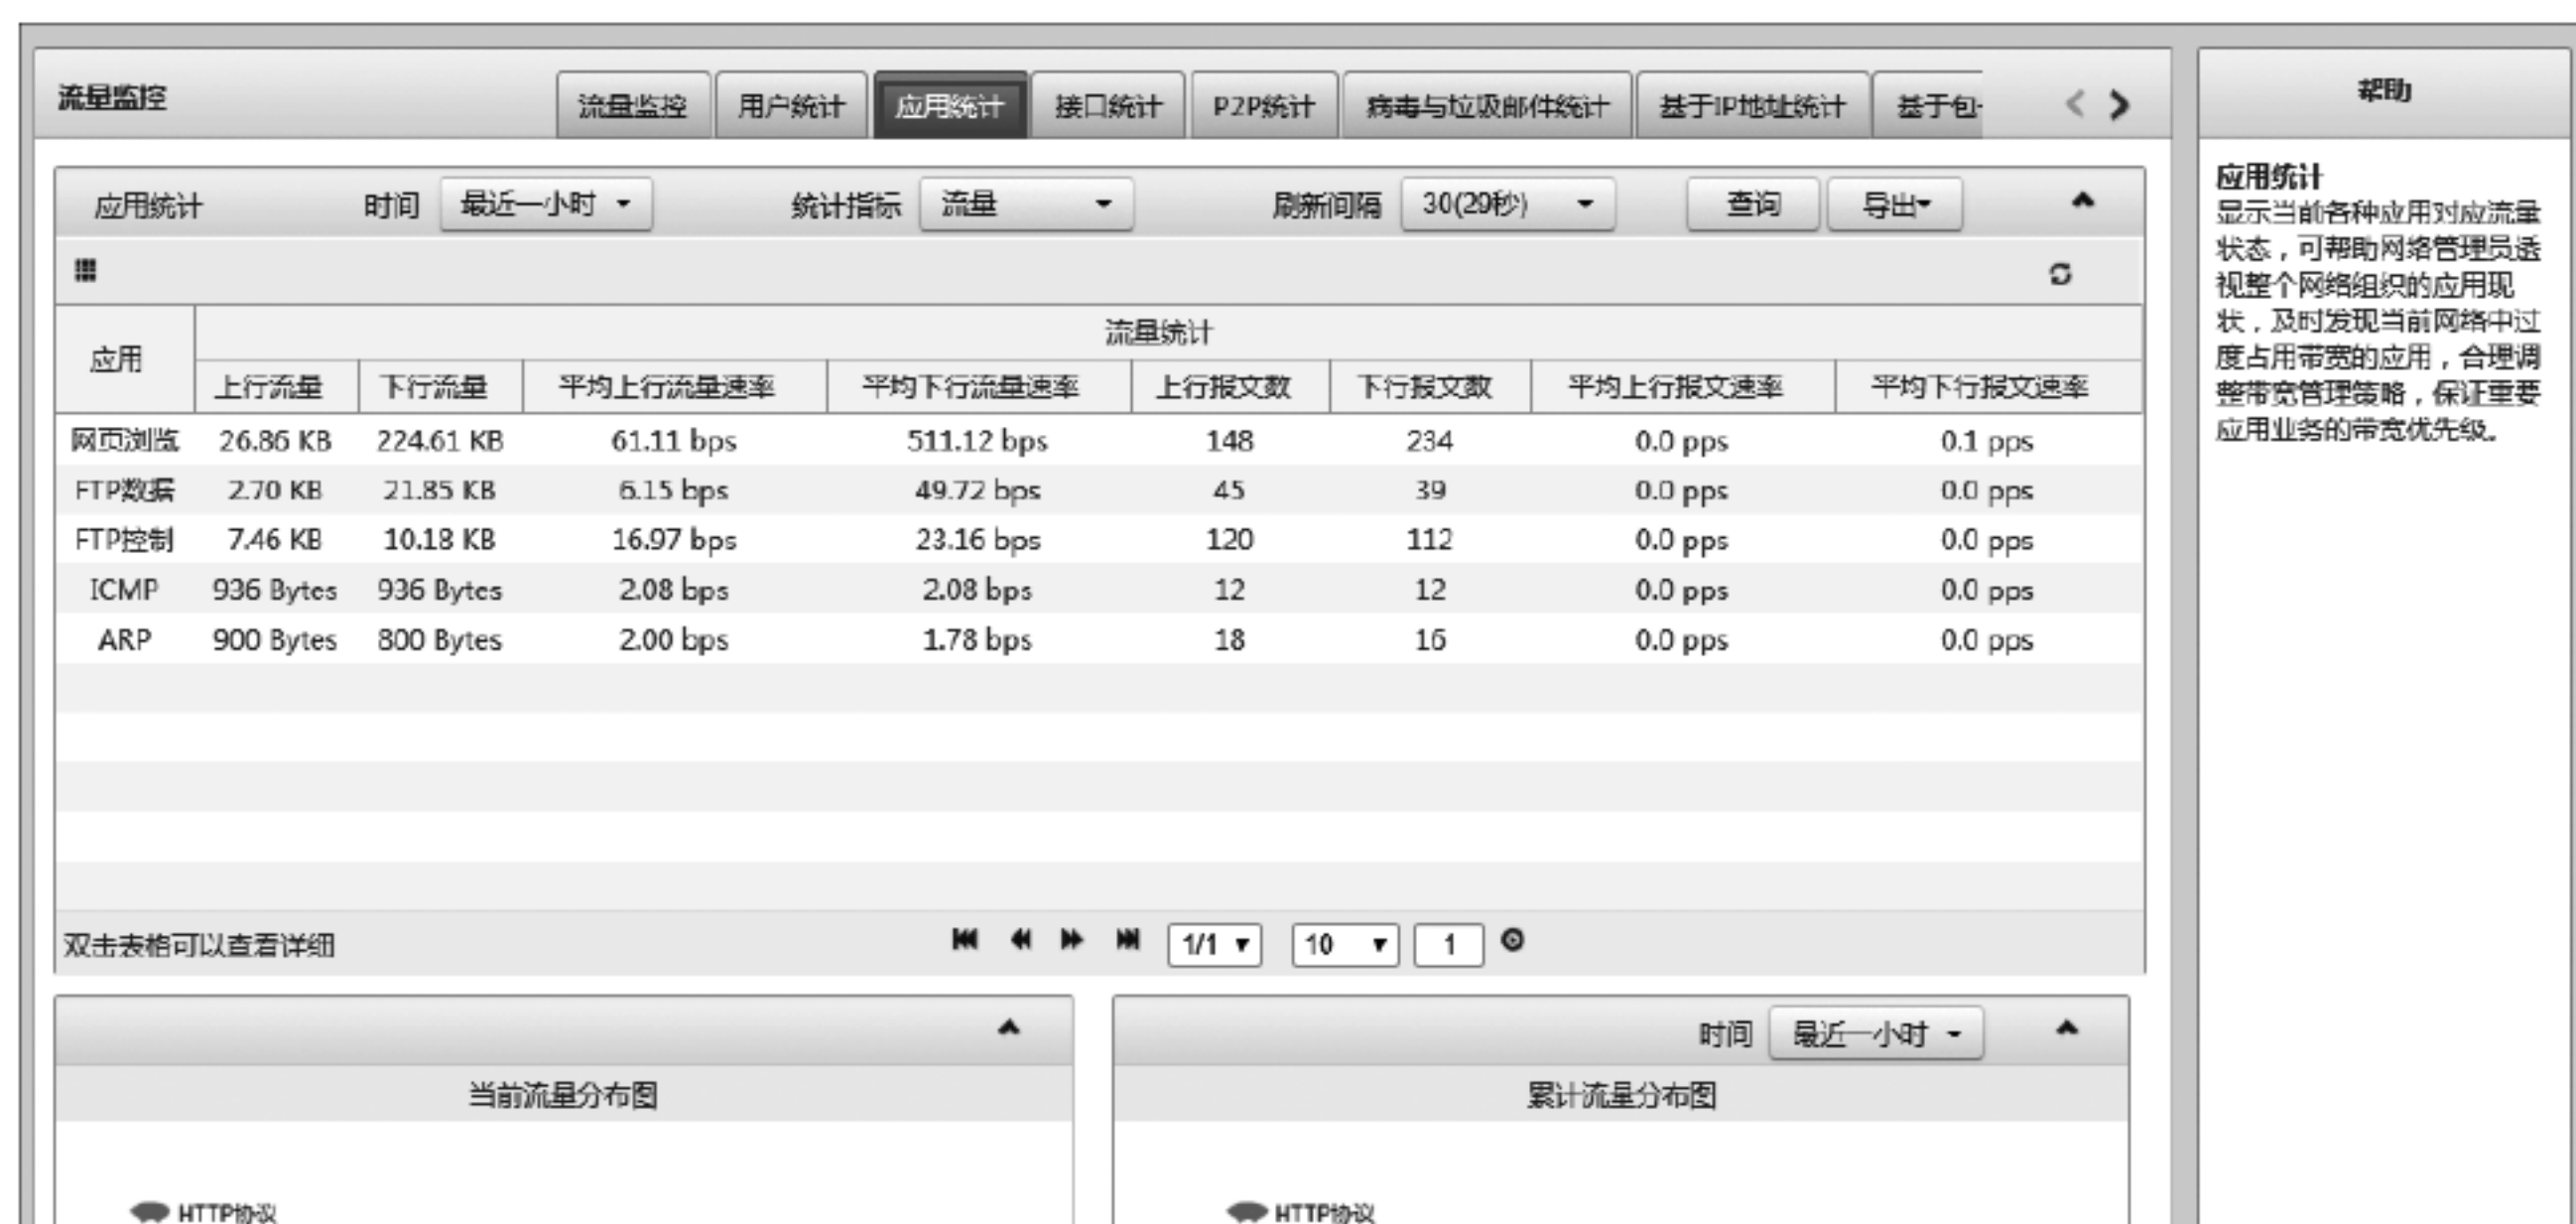 流量监控 流量监控 用户统计 应用统计 接口统计 P2P统计 病毒与垃圾邮件统计 基于IP地址统计 基于包
应用统计 时间 最近一小时 统计指标 流量 刷新间隔 30(29秒) 查询 导出
应用 流量统计
上行流量 下行流量 平均上行流量速率 平均下行流量速率 上行报文数 下行报文数 平均上行报文速率 平均下行报文速率
网页浏览 26.86 KB 224.61 KB 61.11 bps 511.12 bps 148 234 0.0 pps 0.1 pps
FTP数据 2.70 KB 21.85 KB 6.15 bps 49.72 bps 45 39 0.0 pps 0.0 pps
FTP控制 7.46 KB 10.18 KB 16.97 bps 23.16 bps 120 112 0.0 pps 0.0 pps
ICMP 936 Bytes 936 Bytes 2.08 bps 2.08 bps 12 12 0.0 pps 0.0 pps
ARP 900 Bytes 800 Bytes 2.00 bps 1.78 bps 18 16 0.0 pps 0.0 pps
双击表格可以查看详细 1/1 10 1
当前流量分布图
HTTP协议
时间 最近一小时
累计流量分布图
HTTP协议
帮助
应用统计
显示当前各种应用对应流量
状态，可帮助网络管理员透
视整个网络组织的应用现
状，及时发现当前网络中过
度占用带宽的应用，合理调
整带宽管理策略，保证重要
应用业务的带宽优先级。